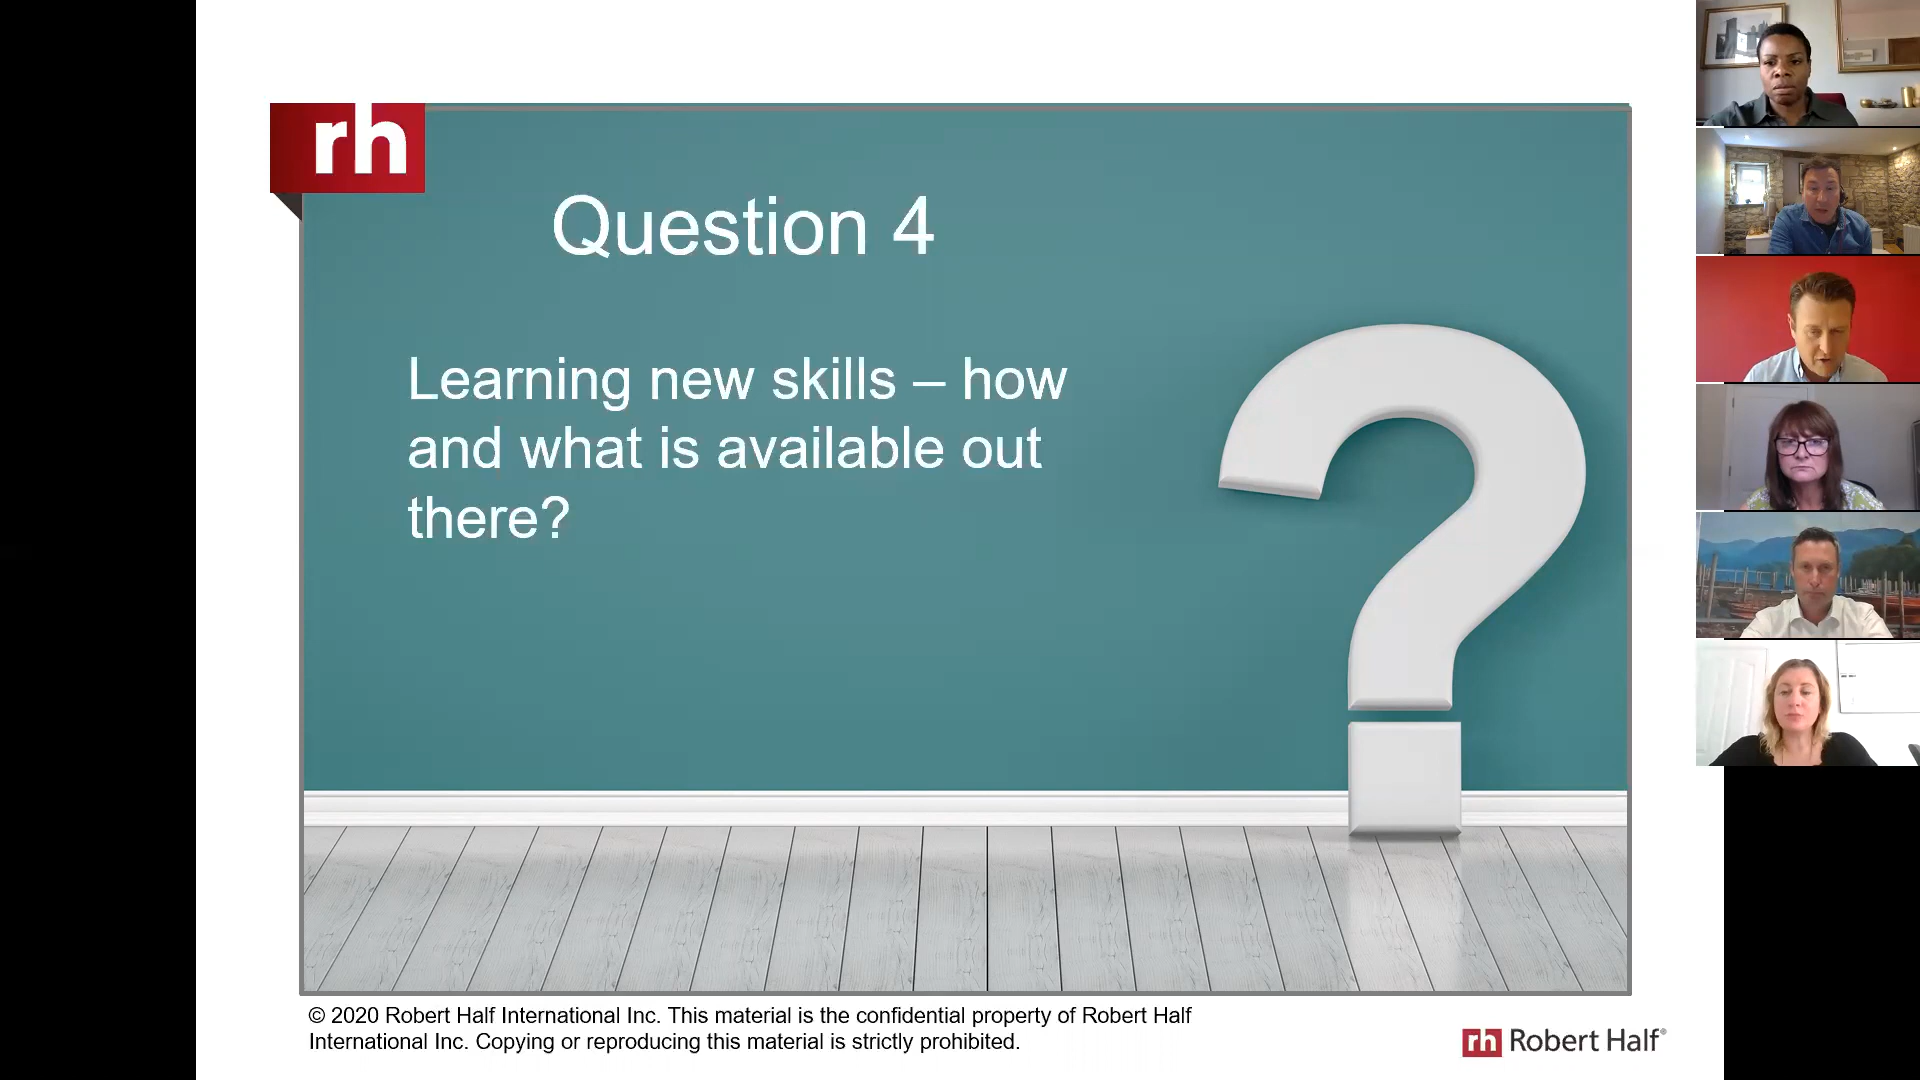 rh
Question 4
Learning new skills – how
and what is available out
there?
© 2020 Robert Half International Inc. This material is the confidential property of Robert Half
International Inc. Copying or reproducing this material is strictly prohibited.
rh Robert Half®